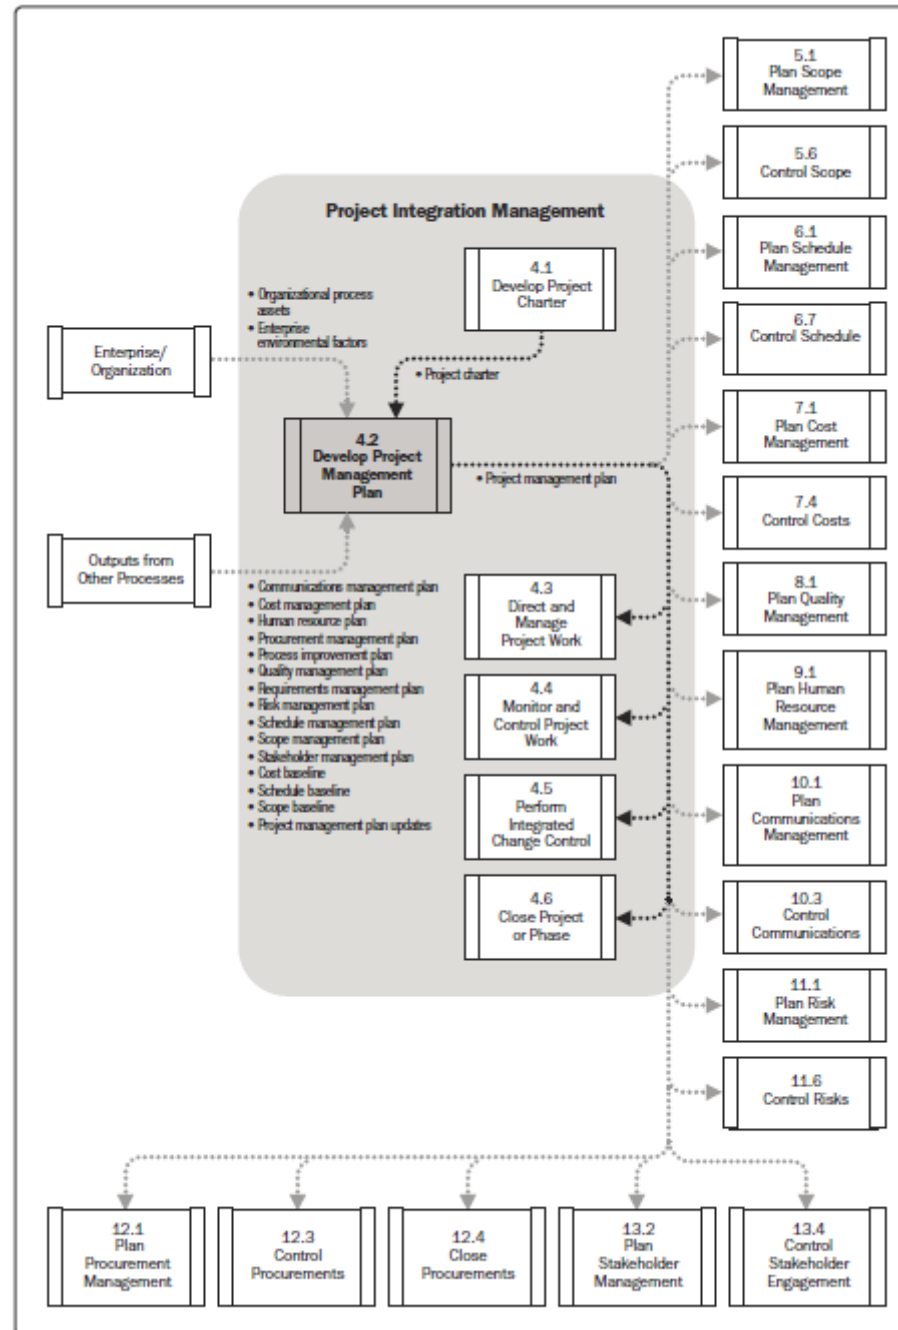 5.1
Plan Scope
Management
5.6
Control Scope
Project Integration Management
6.1
Plan Schedule
Management
4.1
Develop Project
Charter
• Organizational process
assets
• Enterprise
environmental factors
6.7
Control Schedule
Enterprise/
Organization
• Project charter
7.1
Plan Cost
Management
4.2
Develop Project
Management
Plan
• Project management plan
7.4
Control Costs
Outputs from
Other Processes
• Communications management plan
• Cost management plan
• Human resource plan
• Procurement management plan
• Process improvement plan
• Quality management plan
• Requirements management plan
• Risk management plan
• Schedule management plan
• Scope management plan
• Stakeholder management plan
• Cost baseline
• Schedule baseline
• Scope baseline
• Project management plan updates
4.3
Direct and
Manage
Project Work
8.1
Plan Quality
Management
4.4
Monitor and
Control Project
Work
9.1
Plan Human
Resource
Management
4.5
Perform
Integrated
Change Control
10.1
Plan
Communications
Management
4.6
Close Project
or Phase
10.3
Control
Communications
11.1
Plan Risk
Management
11.6
Control Risks
12.1
Plan
Procurement
Management
12.3
Control
Procurements
12.4
Close
Procurements
13.2
Plan
Stakeholder
Management
13.4
Control
Stakeholder
Engagement